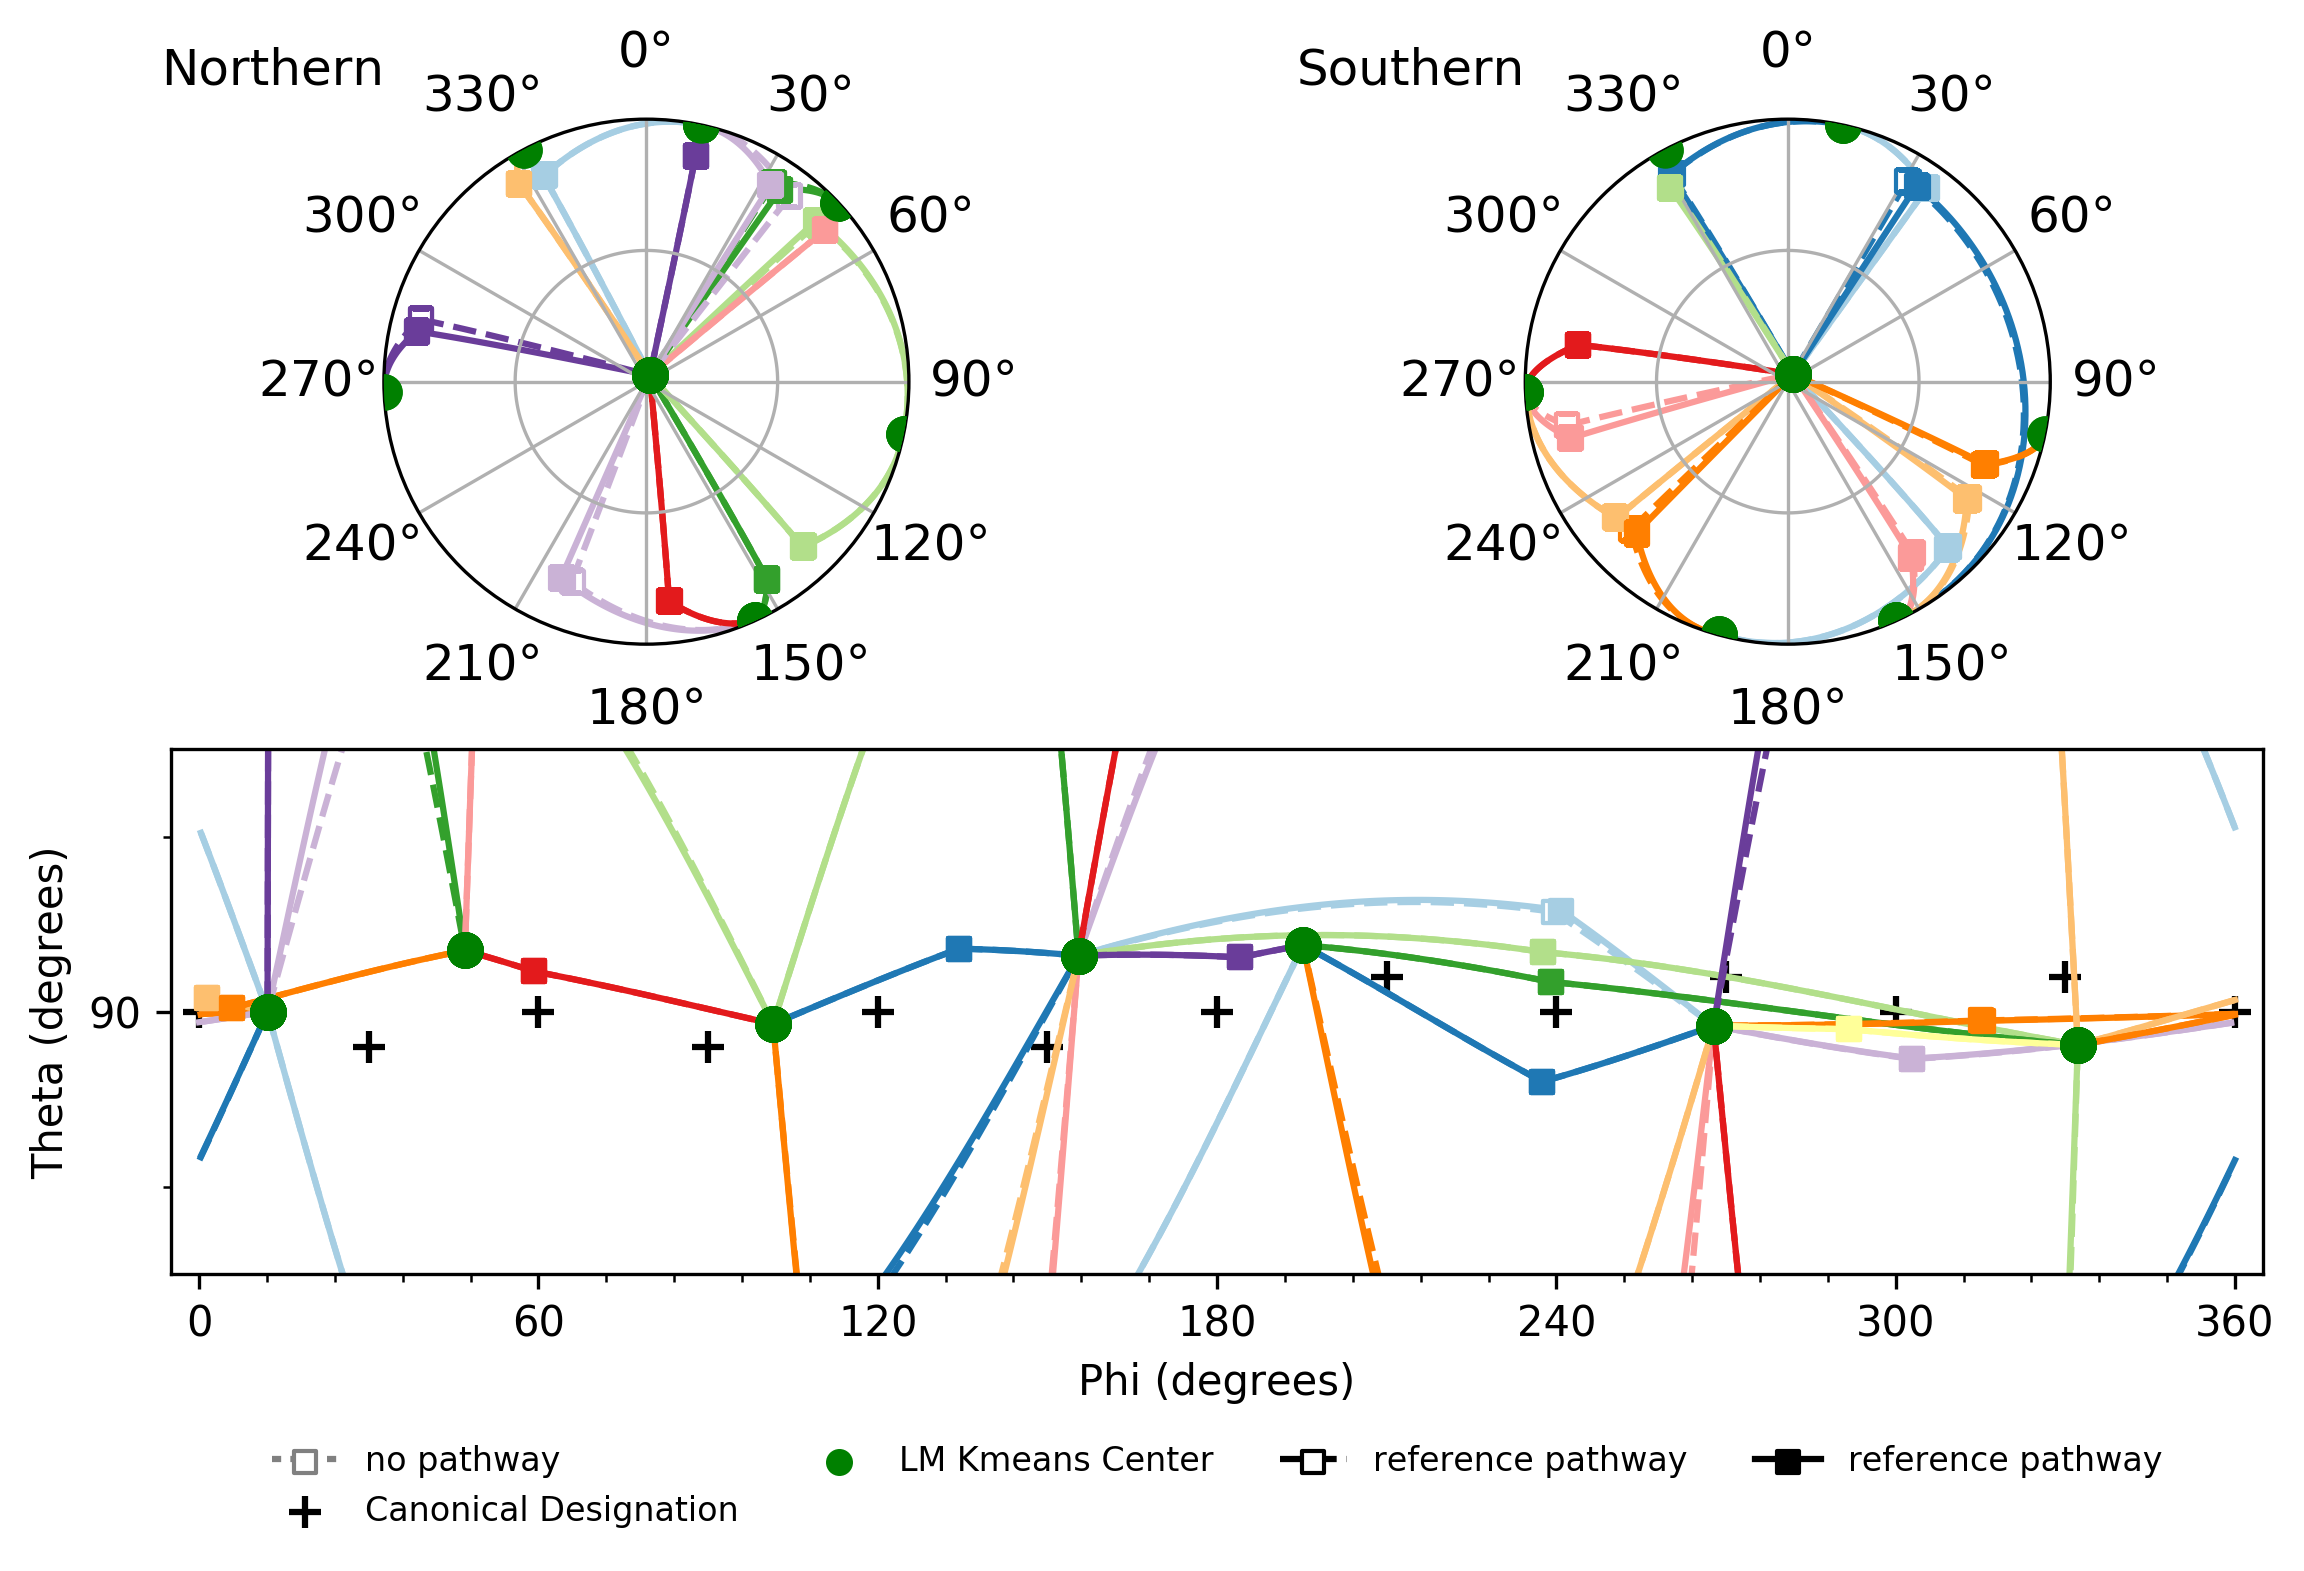 Northern
0°
30°
60°
90°
120°
150°
180°
210°
240°
270°
300°
330°
Southern
0°
30°
60°
90°
120°
150°
180°
210°
240°
270°
300°
330°
Theta (degrees)
90
0 60 120 180 240 300 360
Phi (degrees)
no pathway
Canonical Designation
LM Kmeans Center
reference pathway
reference pathway